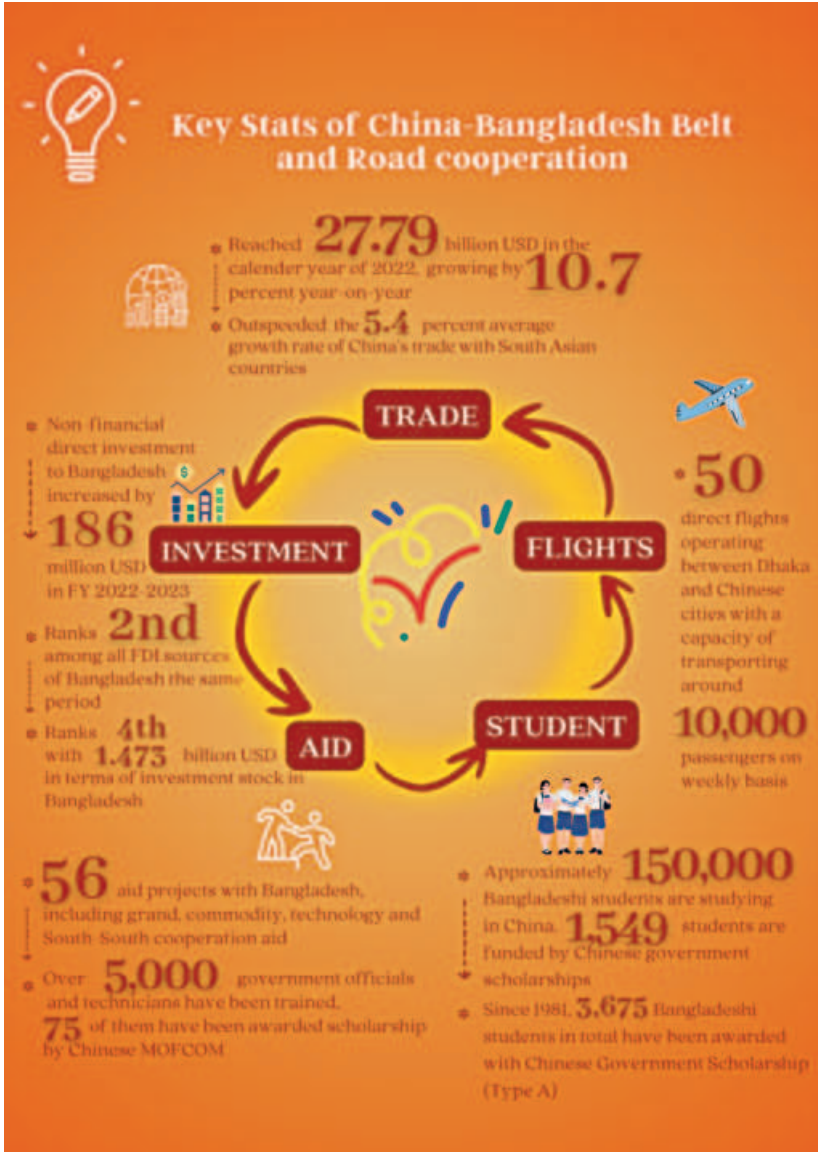 Key Stats of China-Bangladesh Belt
and Road cooperation
Reached 27.79 billion USD in the
calender year of 2022, growing by 10.7
percent year-on-year
Outspeeded the 5.4 percent average
growth rate of China's trade with South Asian
countries
TRADE
Non-financial
direct investment
to Bangladesh
increased by
186
million USD
in FY 2022-2023
Ranks 2nd
among all FDI sources
of Bangladesh the same
period
Ranks 4th
with 1.473 billion USD
in terms of investment stock in
Bangladesh
INVESTMENT
FLIGHTS
50
direct flights
operating
between Dhaka
and Chinese
cities with a
capacity of
transporting
around
10,000
passengers on
weekly basis
AID
STUDENT
56 aid projects with Bangladesh,
including grand, commodity, technology and
South-South cooperation aid
Over 5,000 government officials
and technicians have been trained,
75 of them have been awarded scholarship
by Chinese MOFCOM
Approximately 150,000
Bangladeshi students are studying
in China. 1,549 students are
funded by Chinese government
scholarships
Since 1981, 3,675 Bangladeshi
students in total have been awarded
with Chinese Government Scholarship
(Type A)